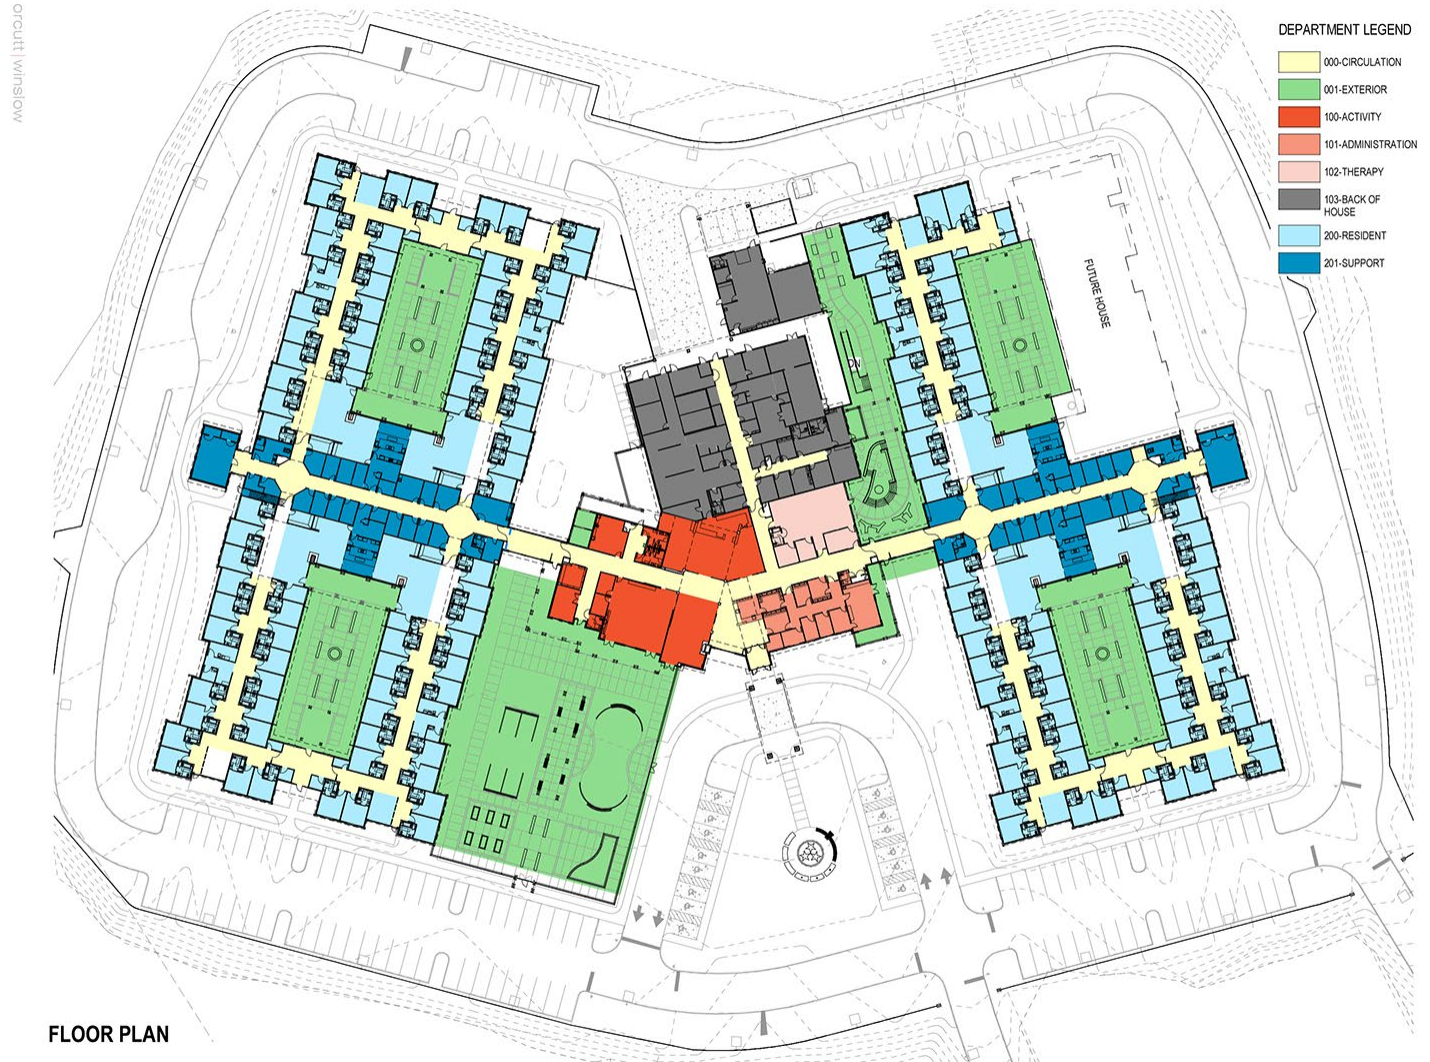 orcutt|winslow
DEPARTMENT LEGEND
000-CIRCULATION
001-EXTERIOR
100-ACTIVITY
101-ADMINISTRATION
102-THERAPY
103-BACK OF
HOUSE
200-RESIDENT
201-SUPPORT
FUTURE HOUSE
DN
FLOOR PLAN